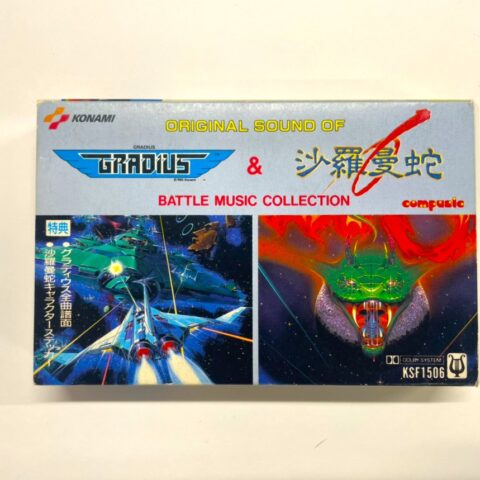 KONAMI
ORIGINAL SOUND OF
GRADIUS
GRADIUS
&
沙羅曼蛇
BATTLE MUSIC COLLECTION
compusic
特典
●グラディウス全曲譜面
●沙羅曼蛇キャラクターステッカー
DOLBY SYSTEM
KSF1506